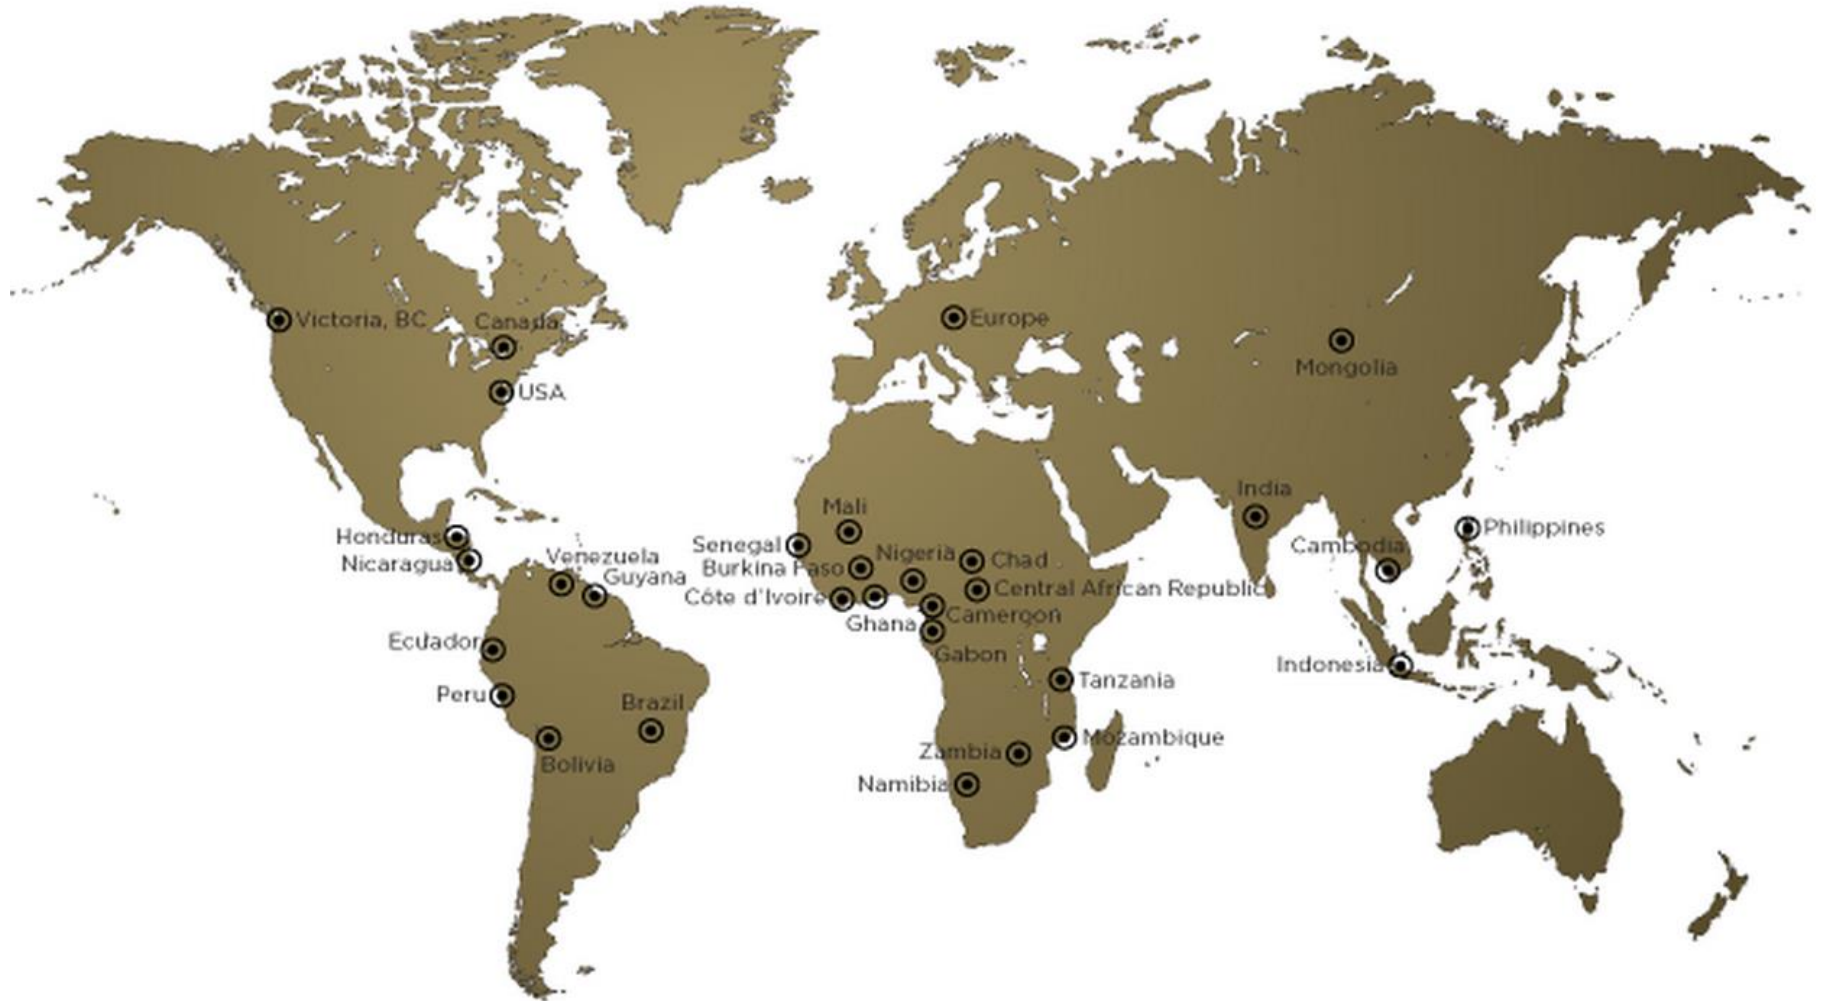 Victoria, BC
Canada
USA
Europe
Mongolia
Honduras
Nicaragua
Venezuela
Guyana
Ecuador
Peru
Brazil
Bolivia
Mali
Senegal
Nigeria
Chad
Burkina Faso
Central African Republic
Côte d'Ivoire
Ghana
Cameroon
Gabon
Tanzania
Mozambique
Zambia
Namibia
India
Philippines
Cambodia
Indonesia